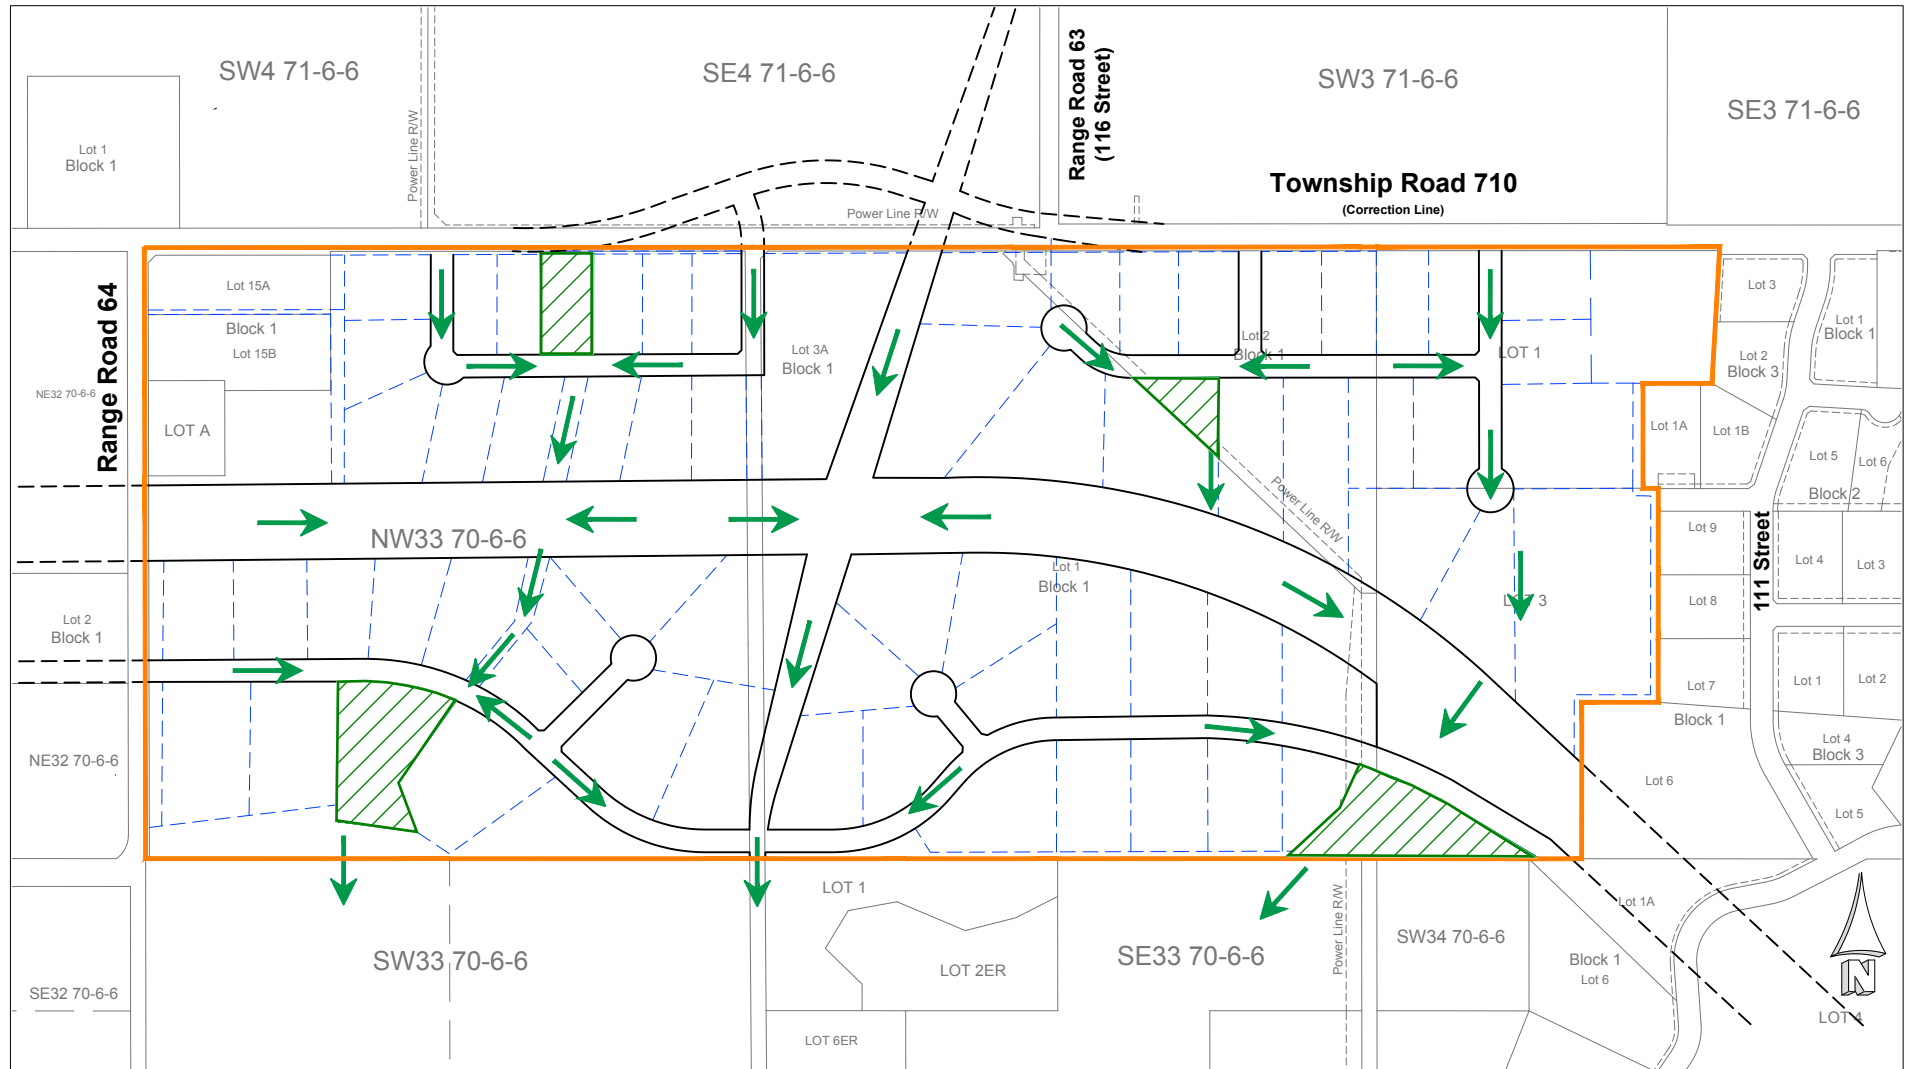 SW4 71-6-6
SE4 71-6-6
Range Road 63
(116 Street)
SW3 71-6-6
SE3 71-6-6
Lot 1
Block 1
Power Line R/W
Township Road 710
(Correction Line)
Power Line R/W
Range Road 64
Lot 15A
Block 1
Lot 15B
LOT A
NE32 70-6-6
Lot 3A
Block 1
Lot 2
Block 1
LOT 1
Lot 3
Lot 1
Block 1
Lot 2
Block 3
Lot 1A
Lot 1B
Lot 5
Lot 6
Block 2
Power Line R/W
NW33 70-6-6
Lot 1
Block 1
LOT 3
Lot 9
Lot 8
Lot 7
Block 1
111 Street
Lot 4
Lot 3
Lot 1
Lot 2
Lot 4
Block 3
Lot 5
Lot 6
Lot 2
Block 1
NE32 70-6-6
LOT 1
LOT 2ER
LOT 6ER
SW33 70-6-6
SE33 70-6-6
Power Line R/W
SW34 70-6-6
Lot 1A
Block 1
Lot 6
SE32 70-6-6
N
LOT 4